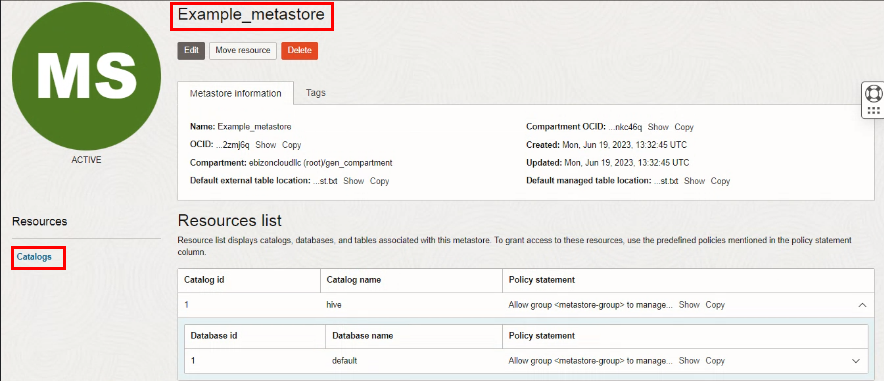 Example_metastore
Edit Move resource Delete
MS
ACTIVE
Metastore information Tags
Name: Example_metastore
OCID: ...2zmj6q Show Copy
Compartment: ebizoncloudllc (root)/gen_compartment
Default external table location: ...st.txt Show Copy
Compartment OCID: ...nkc46q Show Copy
Created: Mon, Jun 19, 2023, 13:32:45 UTC
Updated: Mon, Jun 19, 2023, 13:32:45 UTC
Default managed table location: ...st.txt Show Copy
Resources
Catalogs
Resources list
Resource list displays catalogs, databases, and tables associated with this metastore. To grant access to these resources, use the predefined policies mentioned in the policy statement
column.
Catalog id Catalog name Policy statement
1 hive Allow group <metastore-group> to manage... Show Copy
Database id Database name Policy statement
1 default Allow group <metastore-group> to manage... Show Copy